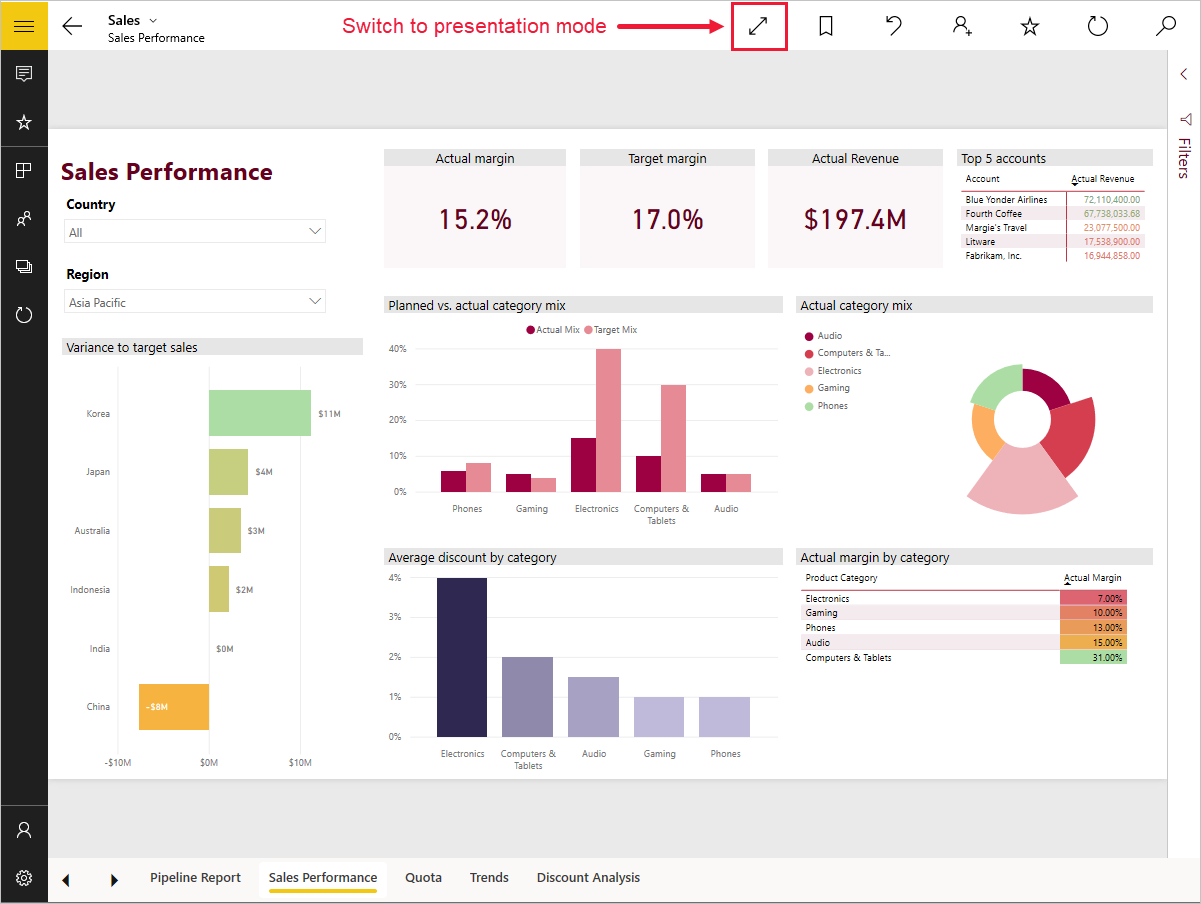 Sales
Sales Performance
Switch to presentation mode
Filters
Sales Performance
Country
All
Region
Asia Pacific
Variance to target sales
Korea
$11M
Japan
$4M
Australia
$3M
Indonesia
$2M
India
$0M
China
-$8M
-$10M $0M $10M
Actual margin
15.2%
Target margin
17.0%
Actual Revenue
$197.4M
Top 5 accounts
Account Actual Revenue
Blue Yonder Airlines 72,110,400.00
Fourth Coffee 67,738,033.68
Margie's Travel 23,077,500.00
Litware 17,538,900.00
Fabrikam, Inc. 16,944,858.00
Planned vs. actual category mix
Actual Mix Target Mix
40%
30%
20%
10%
0%
Phones Gaming Electronics Computers & Audio
Tablets
Actual category mix
Audio
Computers & Ta...
Electronics
Gaming
Phones
Average discount by category
4%
3%
2%
1%
0%
Electronics Computers & Audio Gaming Phones
Tablets
Actual margin by category
Product Category Actual Margin
Electronics 7.00%
Gaming 10.00%
Phones 13.00%
Audio 15.00%
Computers & Tablets 31.00%
Pipeline Report Sales Performance Quota Trends Discount Analysis